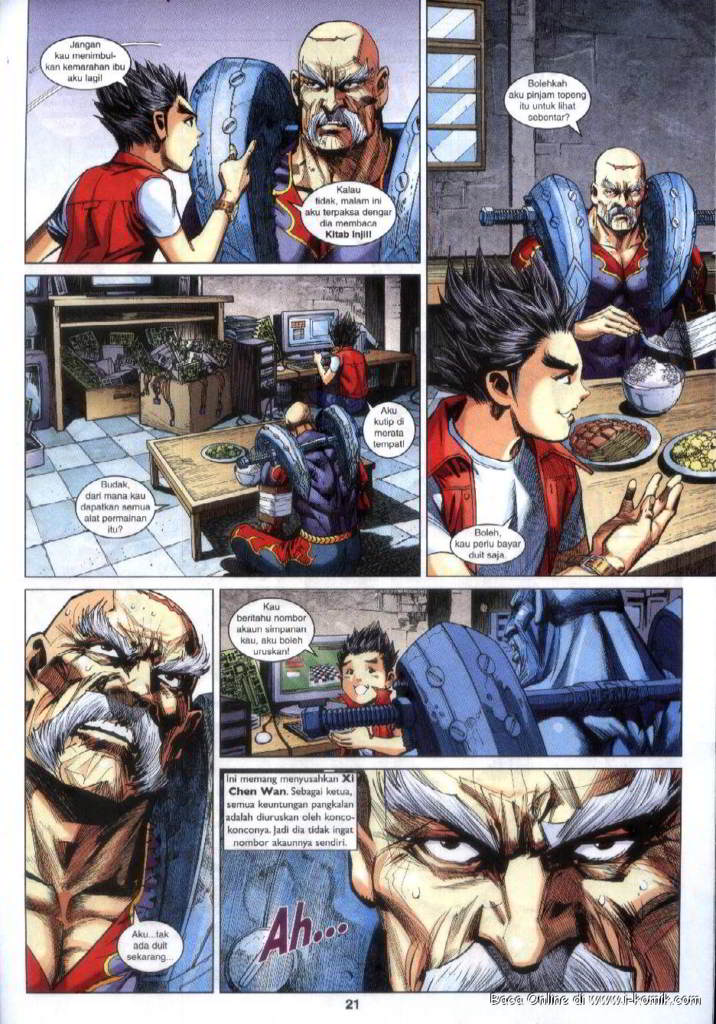 Jangan
kau menimbul-
kan kemarahan ibu
aku lagi!
Kalau
tidak, malam ini
aku terpaksa dengar
dia membaca
Kitab Injil!
Bolehkah
aku pinjam topeng
itu untuk lihat
sebentar?
Boleh,
kau perlu bayar
duit saja.
Aku
kutip di
merata
tempat!
Budak,
dari mana kau
dapatkan semua
alat permainan
itu?
Aku...tak
ada duit
sekarang...
Kau
beritahu nombor
akaun simpanan
kau, aku boleh
uruskan!
Ini memang menyusahkan Xi
Chen Wan. Sebagai ketua,
semua keuntungan pangkalan
adalah diuruskan oleh konco-
konconya. Jadi dia tidak ingat
nombor akaunnya sendiri.
Ah...
21
Baca Online di www.i-komik.com